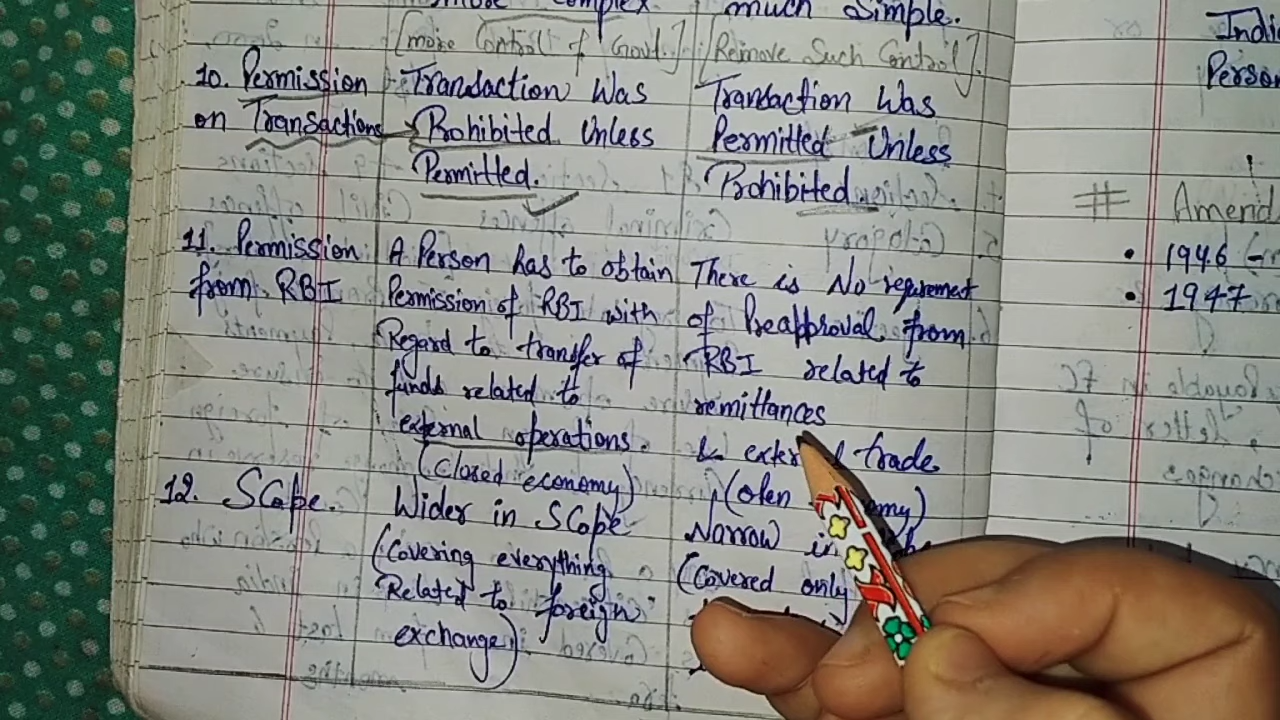 more complex much simple.
[more Control of Govt.] [Remove Such Control].
10. Permission Transaction Was Transaction Was
on Transactions Prohibited Unless Permitted Unless
Permitted. Prohibited.
11. Permission A Person has to obtain There is No requirement
from RBI Permission of RBI with of Preapproval from
Regard to transfer of RBI related to
funds related to remittances
external operations. & trade
(Closed economy) (Open
12. Scope. Wider in Scope Narrow in
(Covering everything (Covered only
Related to foreign
exchange)
Person
# Amend
• 1946 -
• 1947